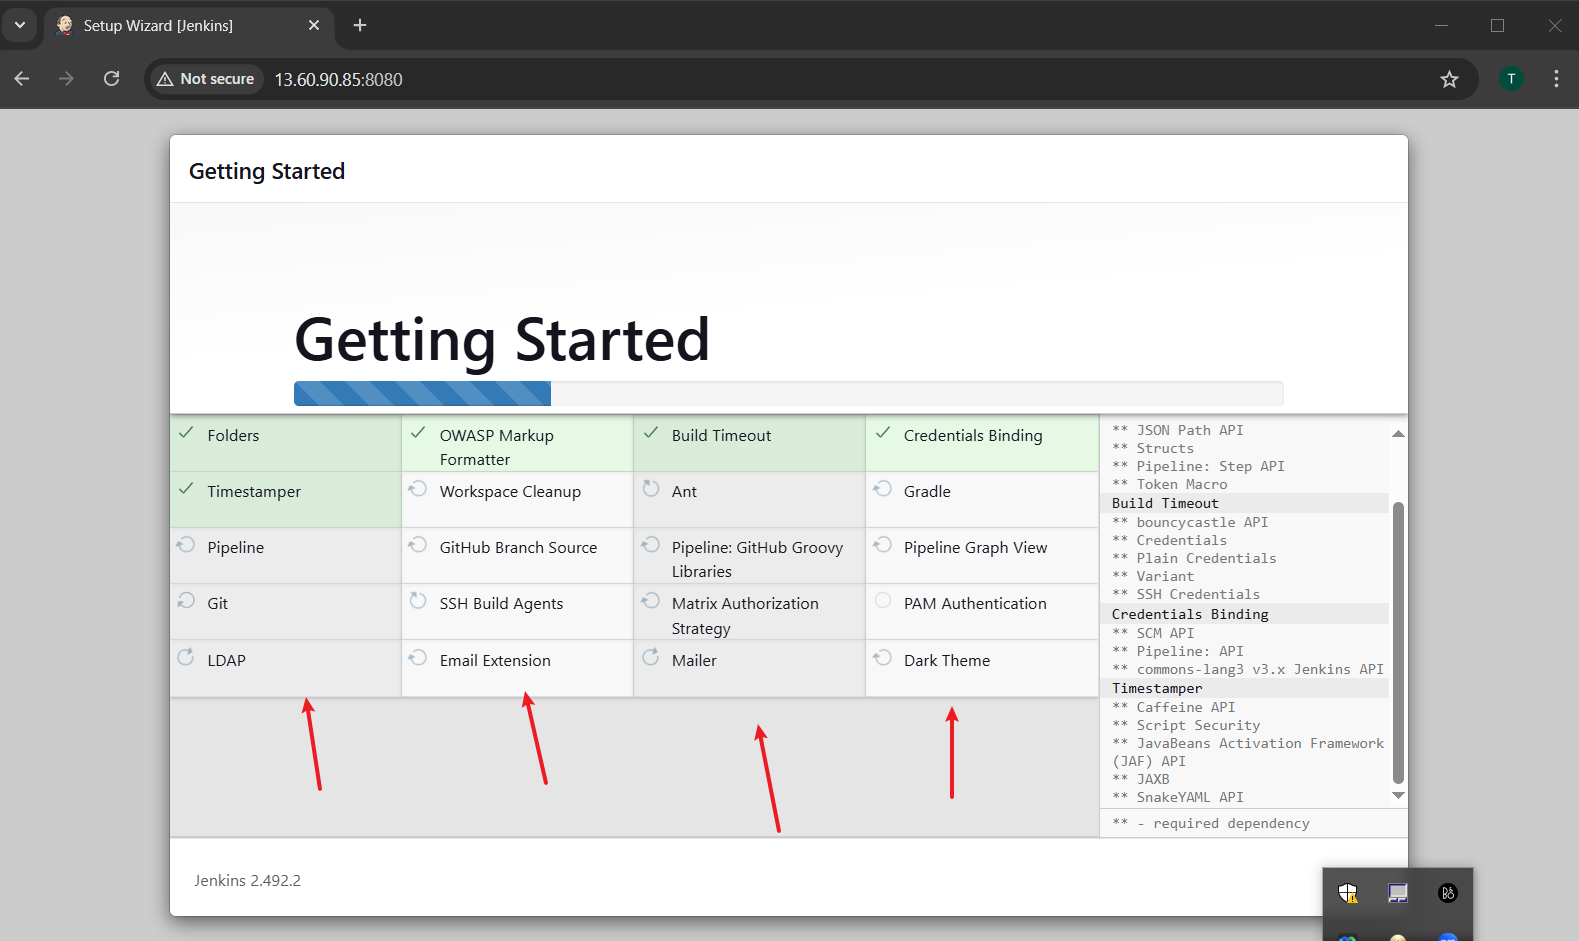 Setup Wizard [Jenkins]
Not secure
13.60.90.85:8080
T
Getting Started
Getting Started
Folders
OWASP Markup
Formatter
Build Timeout
Credentials Binding
Timestamper
Workspace Cleanup
Ant
Gradle
Pipeline
GitHub Branch Source
Pipeline: GitHub Groovy
Libraries
Pipeline Graph View
Git
SSH Build Agents
Matrix Authorization
Strategy
PAM Authentication
LDAP
Email Extension
Mailer
Dark Theme
** JSON Path API
** Structs
** Pipeline: Step API
** Token Macro
Build Timeout
** bouncycastle API
** Credentials
** Plain Credentials
** Variant
** SSH Credentials
Credentials Binding
** SCM API
** Pipeline: API
** commons-lang3 v3.x Jenkins API
Timestamper
** Caffeine API
** Script Security
** JavaBeans Activation Framework
(JAF) API
** JAXB
** SnakeYAML API
** - required dependency
Jenkins 2.492.2